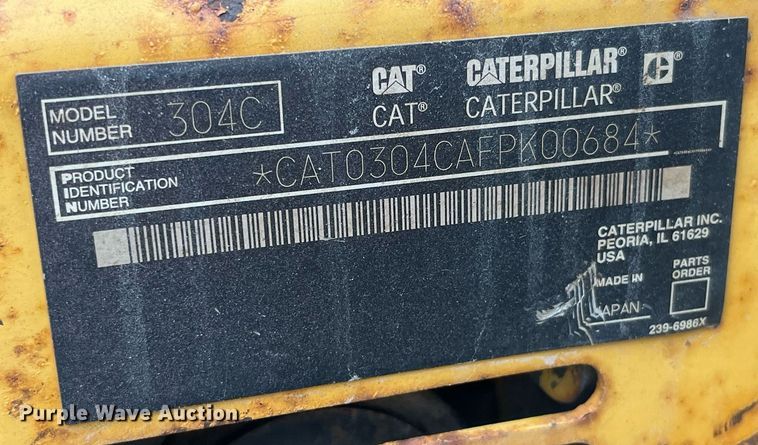 CAT® CATERPILLAR®
CAT® CATERPILLAR®
MODEL NUMBER 304C
PRODUCT IDENTIFICATION NUMBER *CAT0304CAFPK00684*
CATERPILLAR INC.
PEORIA, IL 61629
USA
MADE IN
JAPAN
PARTS
ORDER
239-6986X
Purple Wave Auction